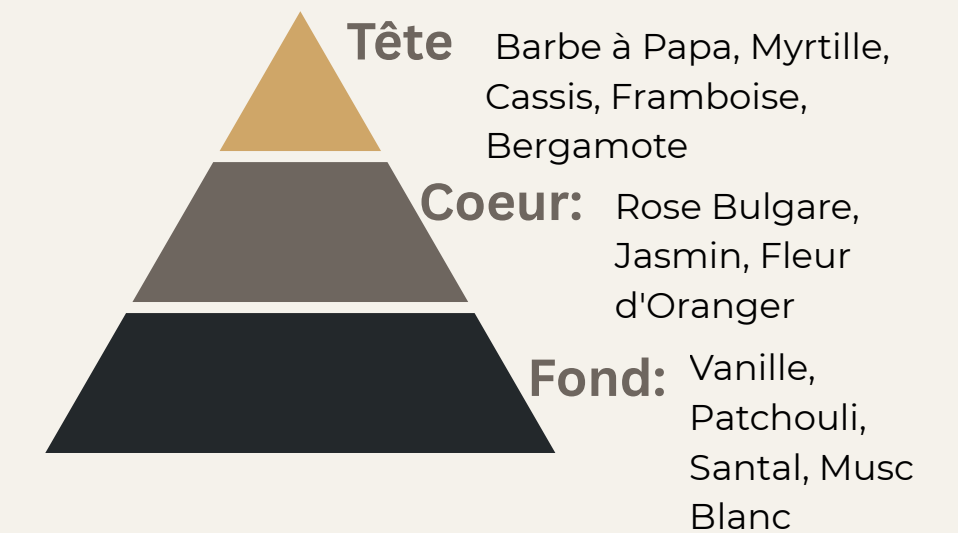 Tête Barbe à Papa, Myrtille,
Cassis, Framboise,
Bergamote
Coeur: Rose Bulgare,
Jasmin, Fleur
d'Oranger
Fond: Vanille,
Patchouli,
Santal, Musc
Blanc